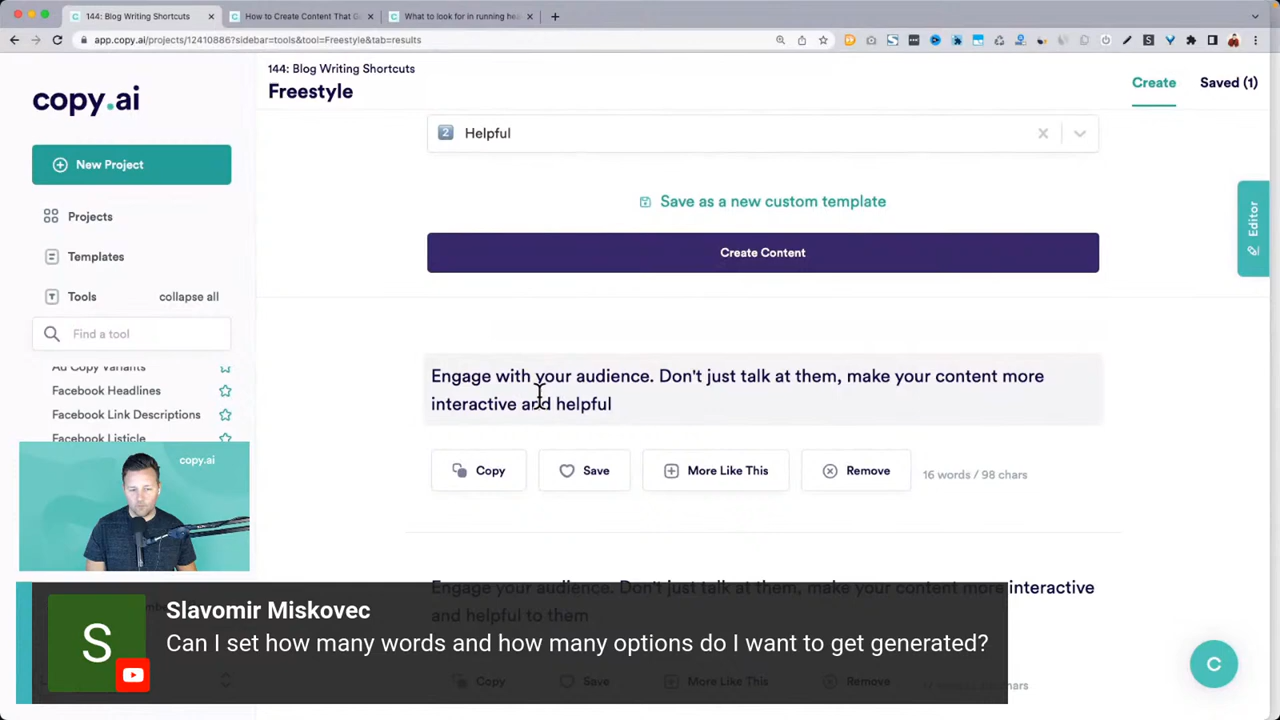 144: Blog Writing Shortcuts
How to Create Content That G
What to look for in running hea
app.copy.ai/projects/12410886?sidebar=tools&tool=Freestyle&tab=results
copy.ai
144: Blog Writing Shortcuts
Freestyle
Create
Saved (1)
New Project
Projects
Templates
Tools
collapse all
Find a tool
Ad Copy Variants
Facebook Headlines
Facebook Link Descriptions
Facebook Listicle
2
Helpful
Save as a new custom template
Create Content
Editor
Engage with your audience. Don't just talk at them, make your content more
interactive and helpful
Copy
Save
More Like This
Remove
16 words / 98 chars
Engage your audience. Don't just talk at them, make your content more interactive
and helpful to them
Copy
Save
More Like This
Remove
copy.ai
S
Slavomir Miskovec
Can I set how many words and how many options do I want to get generated?
C